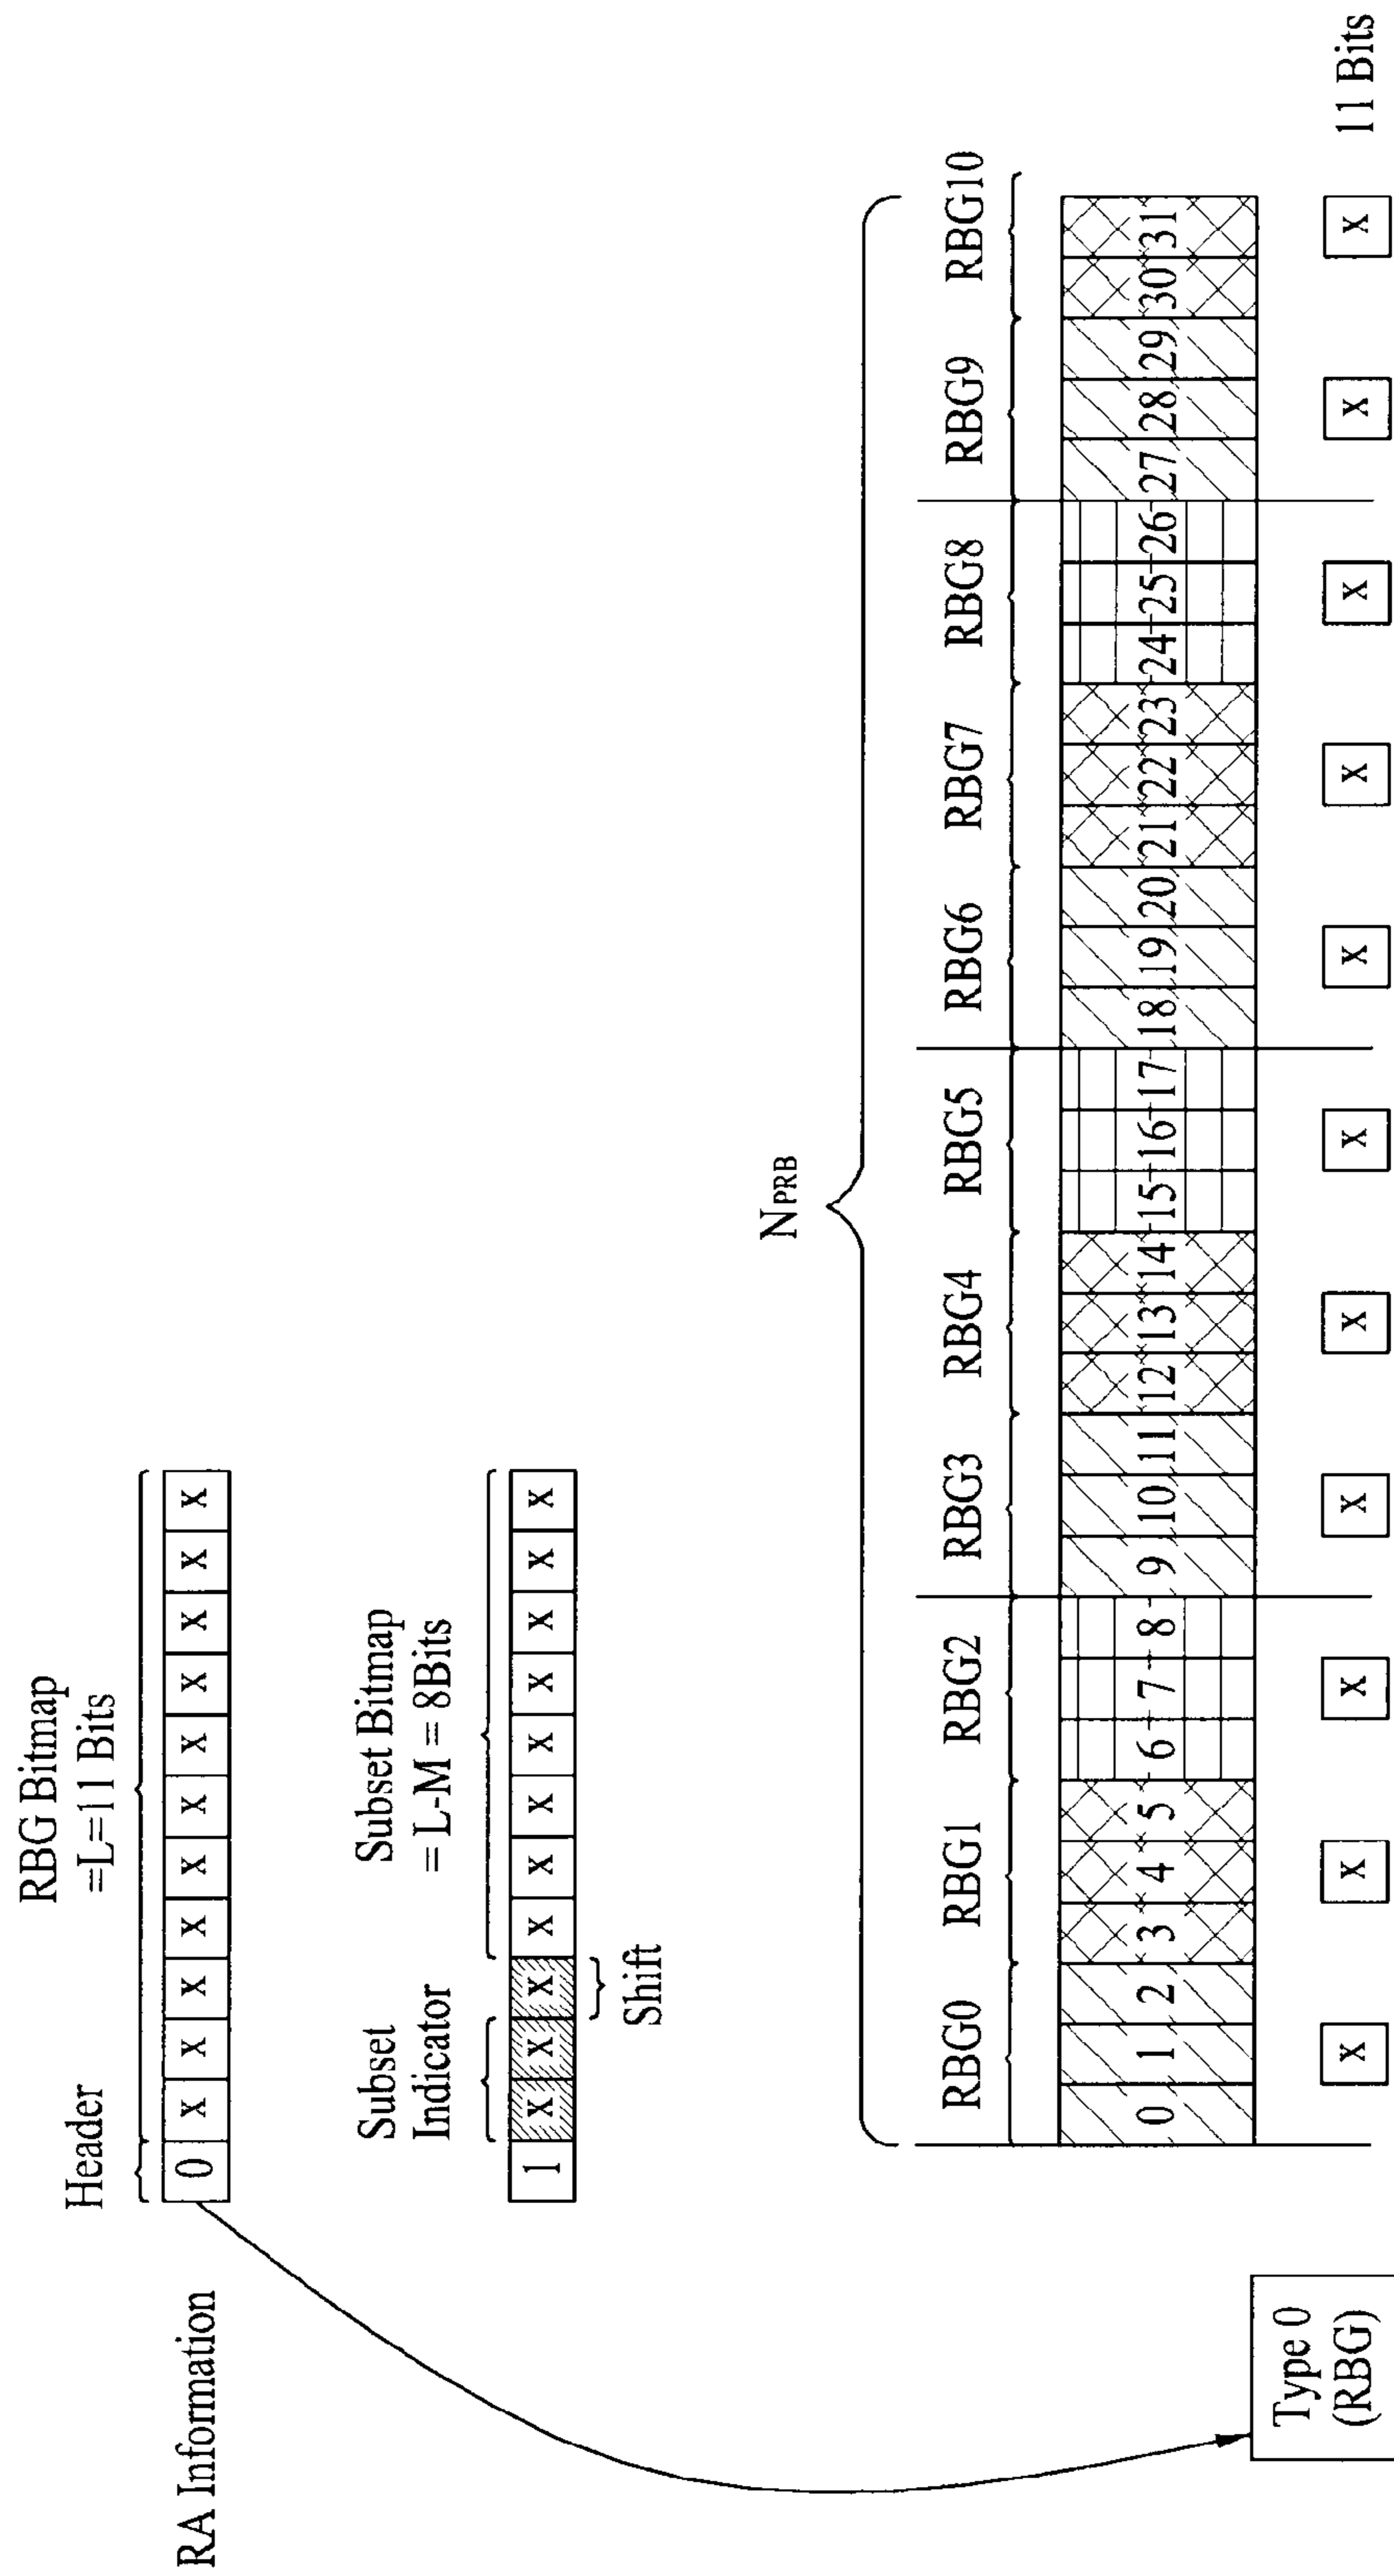 RA Information
Header
RBG Bitmap
=L=11 Bits
0 X X X X X X X X X X X
Subset
Indicator
Subset Bitmap
= L-M = 8Bits
1 X X X X X X X X X X X
Shift
NPRB
RBG0 RBG1 RBG2 RBG3 RBG4 RBG5 RBG6 RBG7 RBG8 RBG9 RBG10
0 1 2 3 4 5 6 7 8 9 10 11 12 13 14 15 16 17 18 19 20 21 22 23 24 25 26 27 28 29 30 31
Type 0
(RBG)
X X X X X X X X X X X
11 Bits